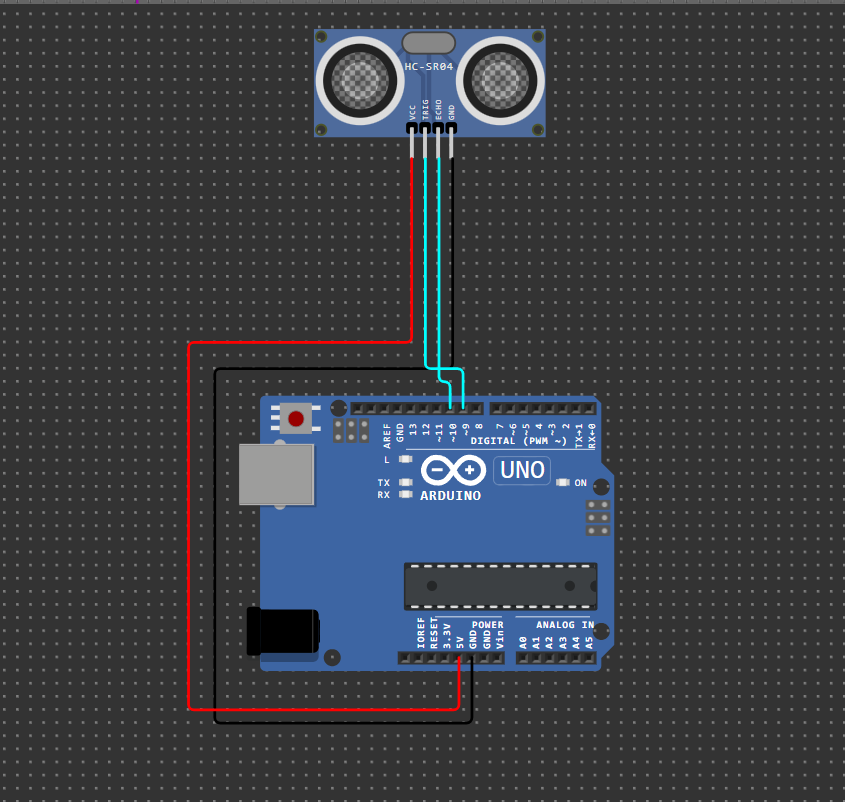 HC-SR04
VCC
TRIG
ECHO
GND
AREF
GND
13
12
~11
~10
~9
8
7
~6
~5
4
~3
2
TX→1
RX←0
DIGITAL (PWM ~)
L
TX
RX
UNO
ON
ARDUINO
POWER
ANALOG IN
IOREF
RESET
3.3V
5V
GND
GND
Vin
A0
A1
A2
A3
A4
A5